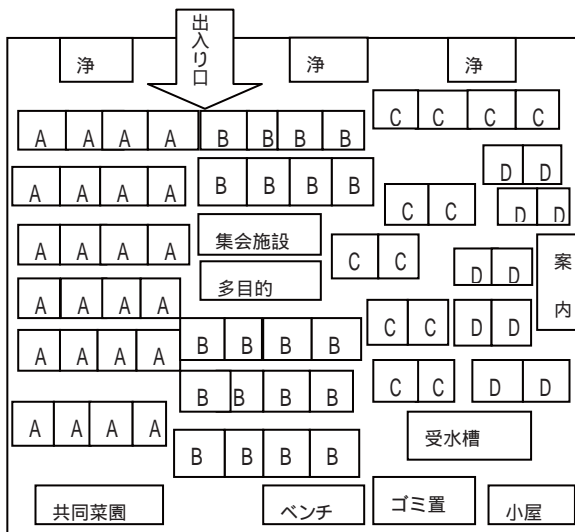 出入り口
浄 浄 浄
A A A A B B B B C C C C
A A A A B B B B D D
C C D D
A A A A 集会施設 C C D D 案内
A A A A 多目的
A A A A B B B B C C D D
B B B B C C D D
A A A A B B B B 受水槽
共同菜園 ベンチ ゴミ置 小屋